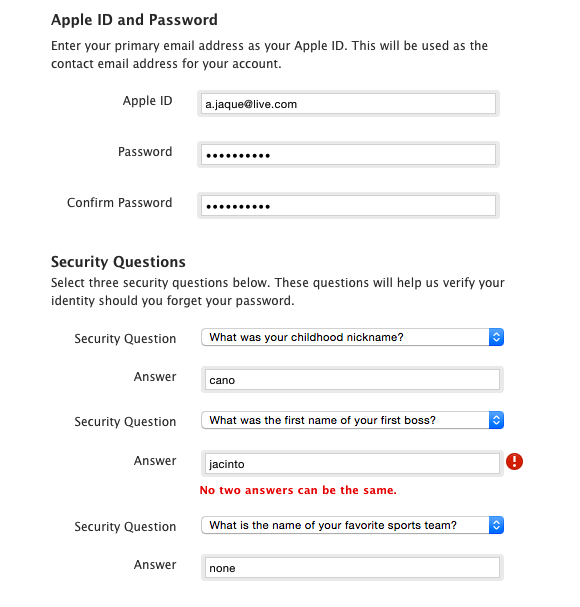 Apple ID and Password
Enter your primary email address as your Apple ID. This will be used as the
contact email address for your account.
Apple ID
a.jaque@live.com
Password
••••••••••
Confirm Password
••••••••••
Security Questions
Select three security questions below. These questions will help us verify your
identity should you forget your password.
Security Question
What was your childhood nickname?
Answer
cano
Security Question
What was the first name of your first boss?
Answer
jacinto
No two answers can be the same.
Security Question
What is the name of your favorite sports team?
Answer
none